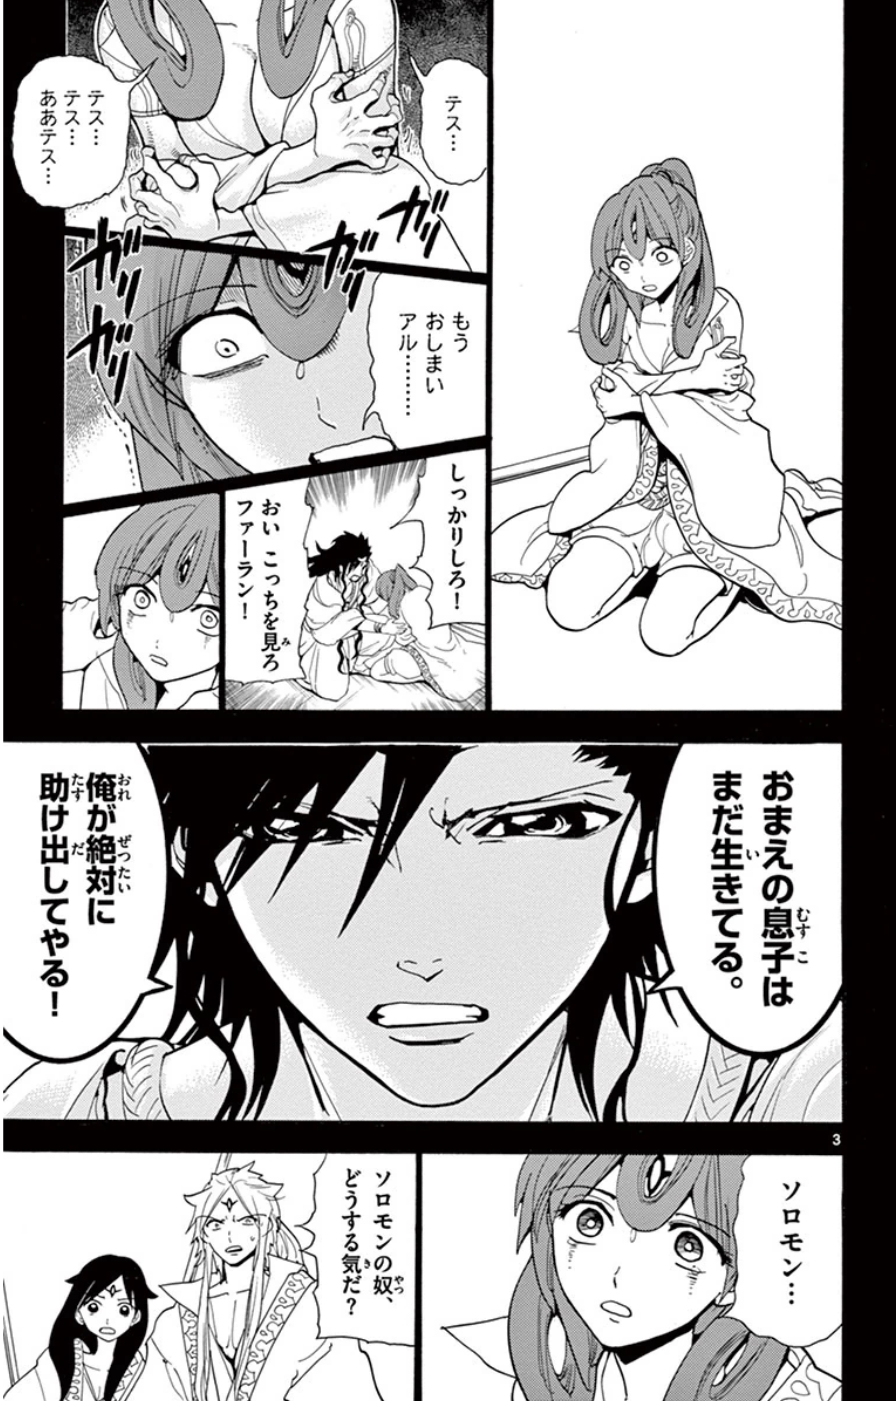 テス…
テス…
テス…
ああテス…
ガリ
ガリ
ガリ
ガリ
もう
おしまい
アル………
しっかりしろ！
おい こっちを見ろ
ファーラン！
おまえの息子は
まだ生きてる。
俺が絶対に
助け出してやる！
3
ソロモン…
ソロモンの奴、
どうする気だ？